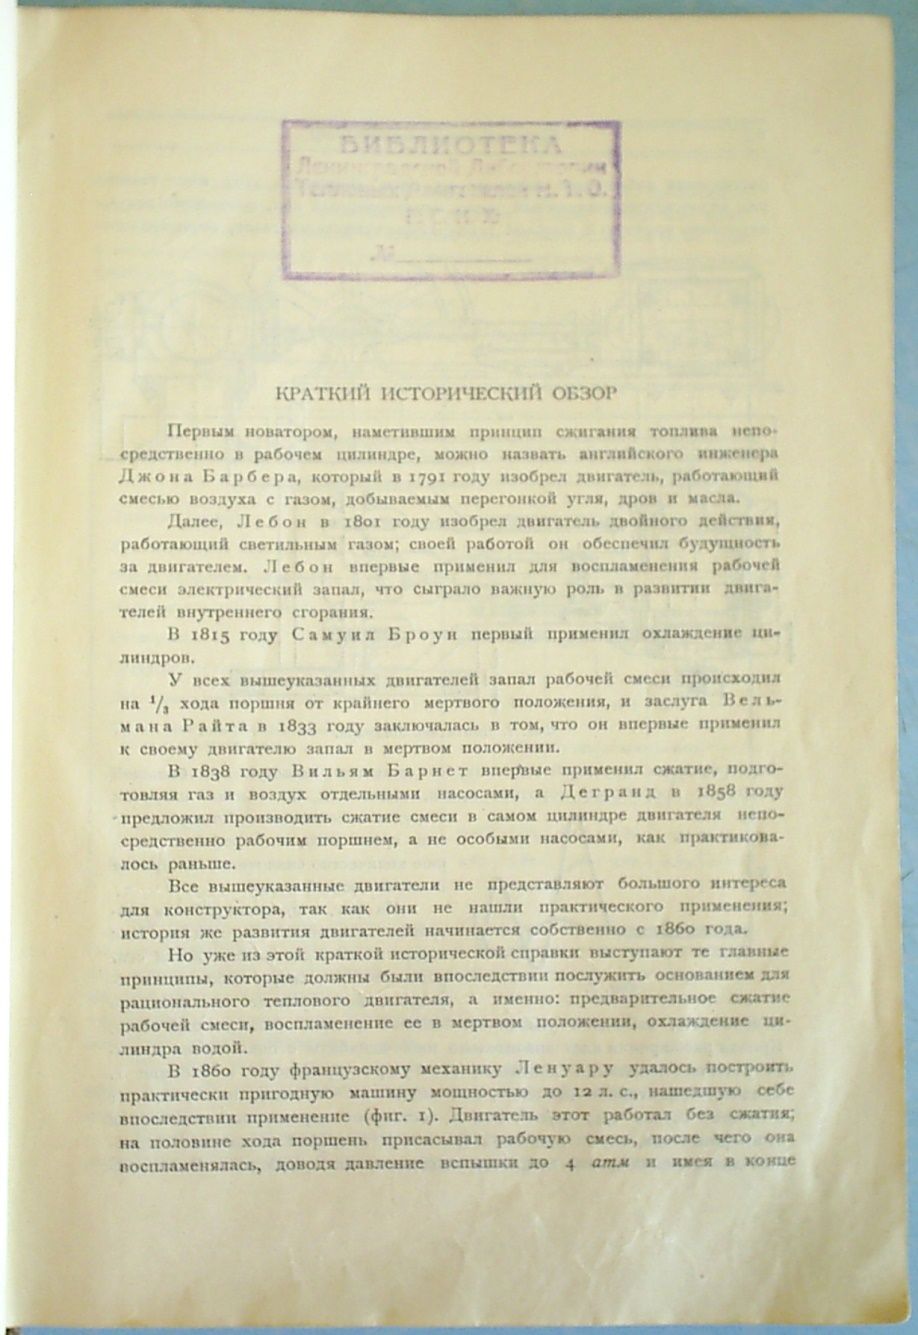 БИБЛИОТЕКА
№
КРАТКИЙ ИСТОРИЧЕСКИЙ ОБЗОР
Первым новатором, наметившим принцип сжигания топлива непо-
средственно в рабочем цилиндре, можно назвать английского инженера
Джона Барбера, который в 1791 году изобрел двигатель, работающий
смесью воздуха с газом, добываемым перегонкой угля, дров и масла.
Далее, Лебон в 1801 году изобрел двигатель двойного действия,
работающий светильным газом; своей работой он обеспечил будущность
за двигателем. Лебон впервые применил для воспламенения рабочей
смеси электрический запал, что сыграло важную роль в развитии двига-
телей внутреннего сгорания.
В 1815 году Самуил Броун первый применил охлаждение ци-
линдров.
У всех вышеуказанных двигателей запал рабочей смеси происходил
на 1/3 хода поршня от крайнего мертвого положения, и заслуга Вель-
мана Райта в 1833 году заключалась в том, что он впервые применил
к своему двигателю запал в мертвом положении.
В 1838 году Вильям Барнет впервые применил сжатие, подго-
товляя газ и воздух отдельными насосами, а Дегранд в 1858 году
предложил производить сжатие смеси в самом цилиндре двигателя непо-
средственно рабочим поршнем, а не особыми насосами, как практикова-
лось раньше.
Все вышеуказанные двигатели не представляют большого интереса
для конструктора, так как они не нашли практического применения;
история же развития двигателей начинается собственно с 1860 года.
Но уже из этой краткой исторической справки выступают те главные
принципы, которые должны были впоследствии послужить основанием для
рационального теплового двигателя, а именно: предварительное сжатие
рабочей смеси, воспламенение ее в мертвом положении, охлаждение ци-
линдра водой.
В 1860 году французскому механику Ленуару удалось построить
практически пригодную машину мощностью до 12 л. с., нашедшую себе
впоследствии применение (фиг. 1). Двигатель этот работал без сжатия;
на половине хода поршень присасывал рабочую смесь, после чего она
воспламенялась, доводя давление вспышки до 4 атм и имея в конце